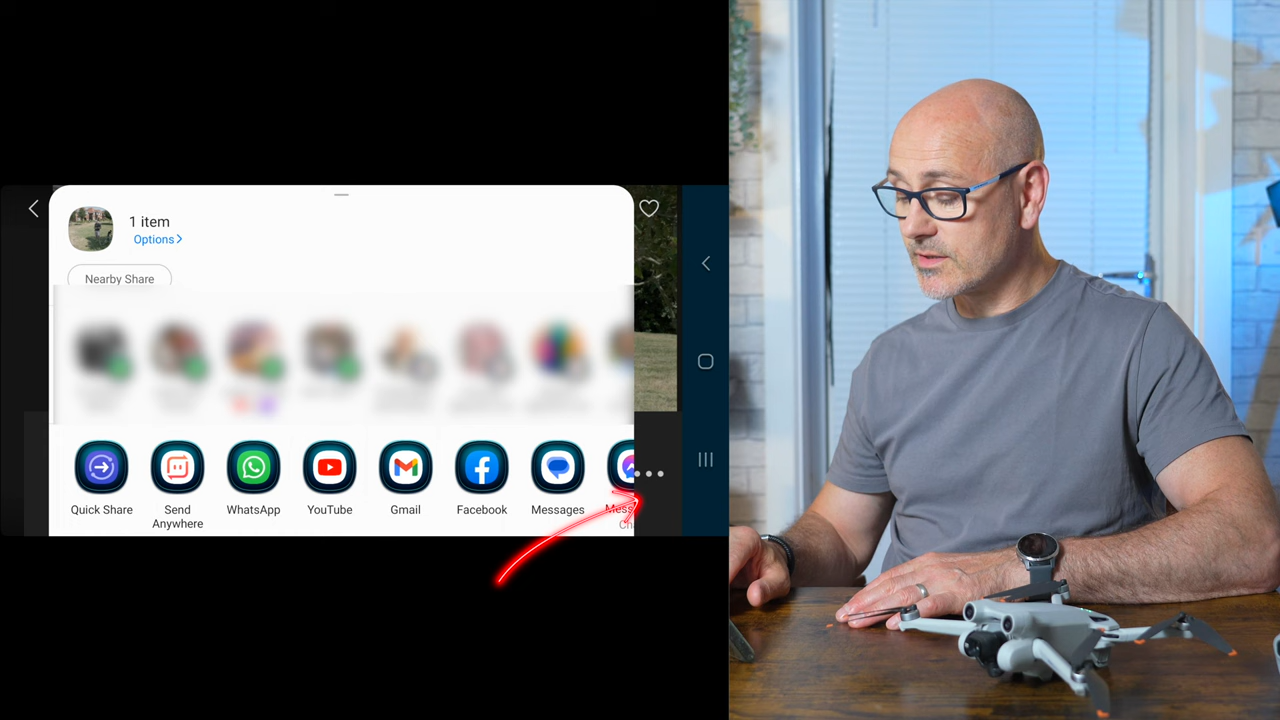 1 item
Options >
Nearby Share
Quick Share
Send
Anywhere
WhatsApp
YouTube
Gmail
Facebook
Messages